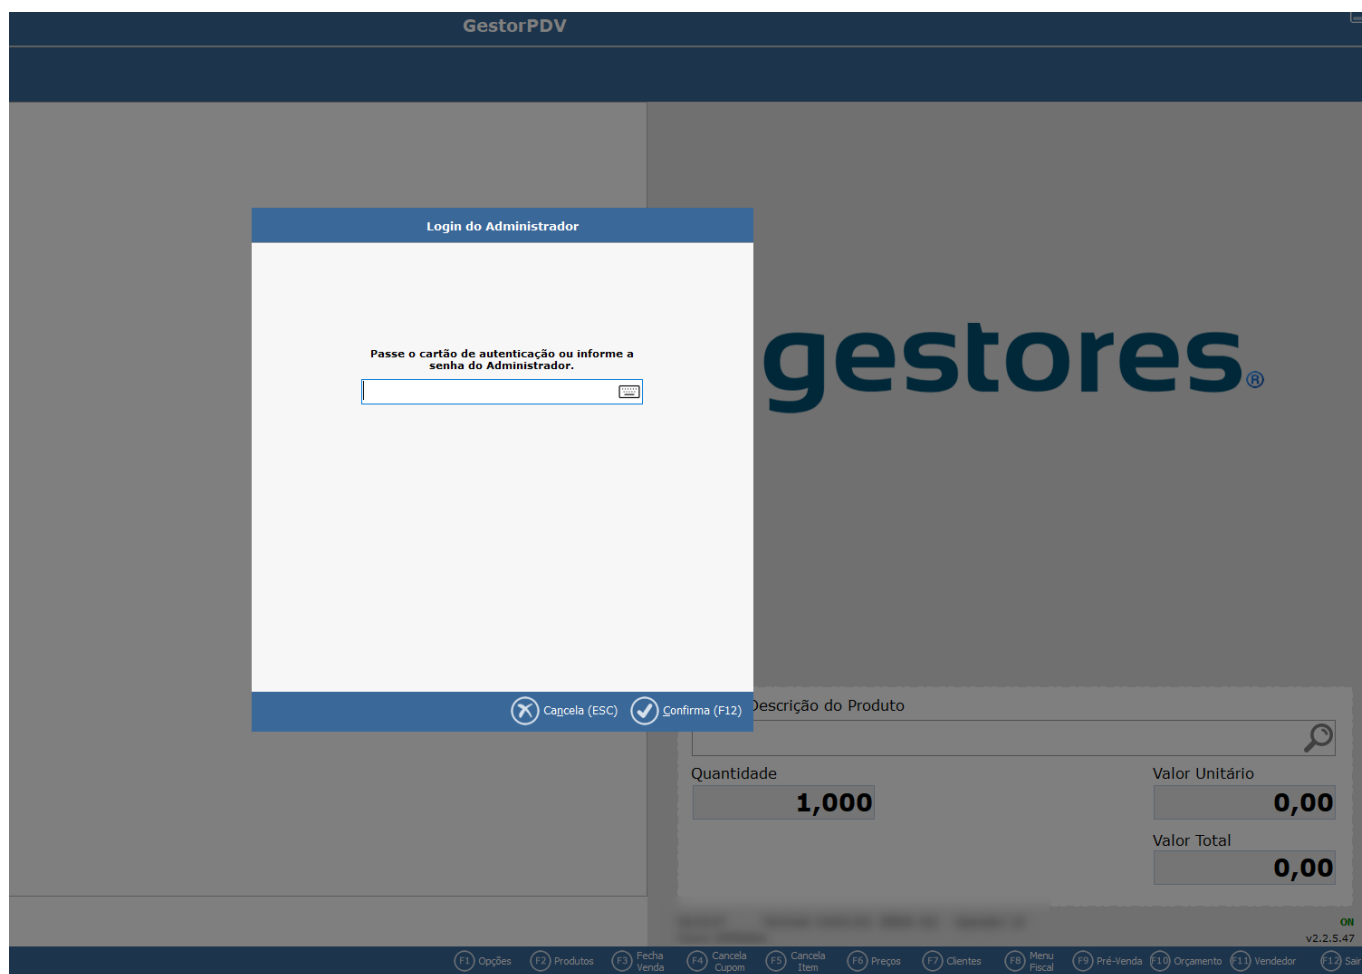 GestorPDV
Login do Administrador
Passe o cartão de autenticação ou informe a
senha do Administrador.
Cancela (ESC)
Confirma (F12)
gestores®
Descrição do Produto
Quantidade
Valor Unitário
1,000
0,00
Valor Total
0,00
ON
v2.2.5.47
F1 Opções
F2 Produtos
F3 Fecha
Venda
F4 Cancela
Cupom
F5 Cancela
Item
F6 Preços
F7 Clientes
F8 Menu
Fiscal
F9 Pré-Venda
F10 Orçamento
F11 Vendedor
F12 Sair